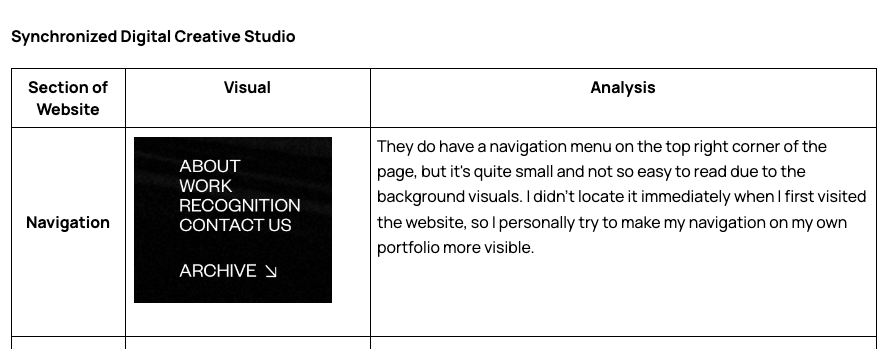 Synchronized Digital Creative Studio
Section of
Website
Visual
Analysis
Navigation
ABOUT
WORK
RECOGNITION
CONTACT US
ARCHIVE ↘
They do have a navigation menu on the top right corner of the
page, but it's quite small and not so easy to read due to the
background visuals. I didn't locate it immediately when I first visited
the website, so I personally try to make my navigation on my own
portfolio more visible.